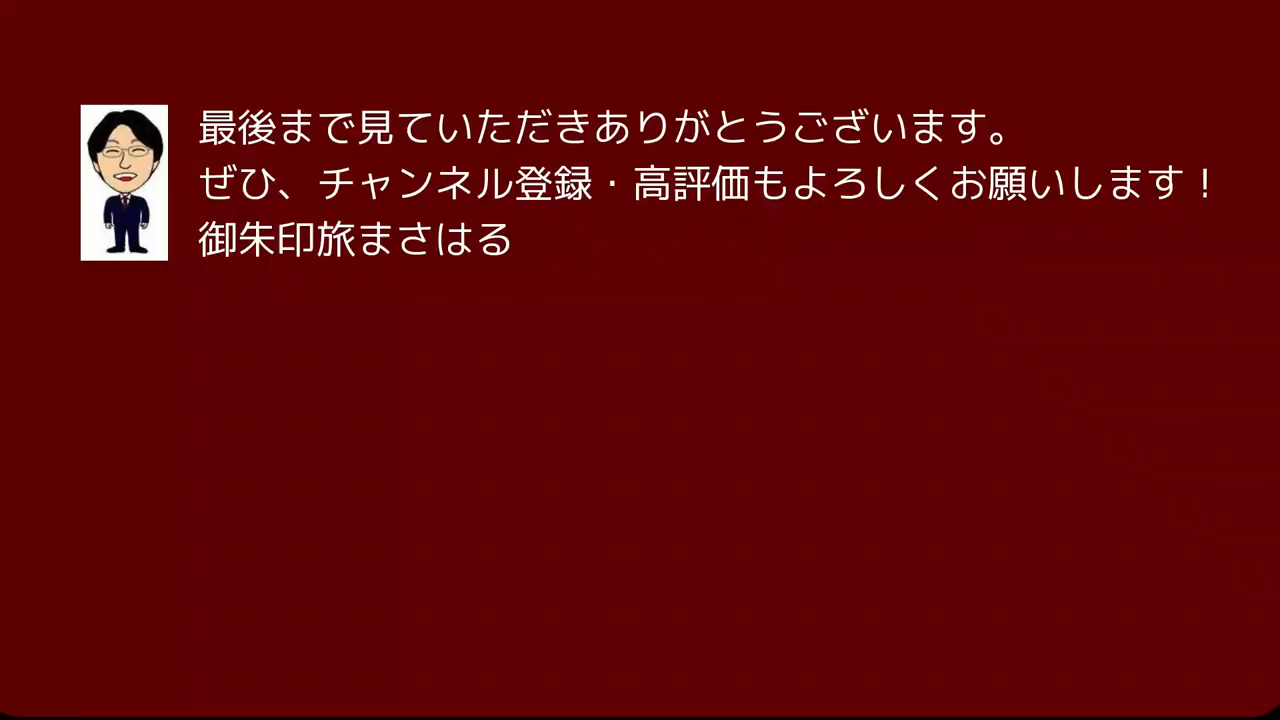 最後まで見ていただきありがとうございます。
ぜひ、チャンネル登録・高評価もよろしくお願いします！
御朱印旅まさはる